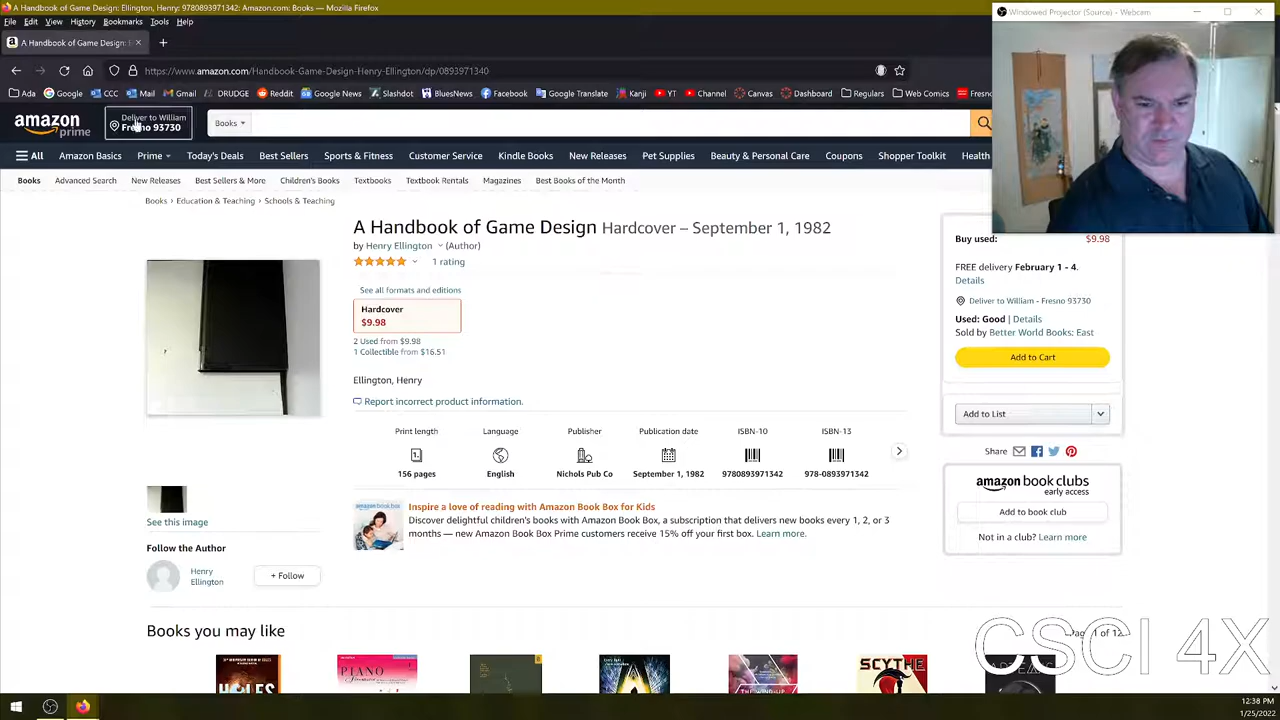 A Handbook of Game Design: Ellington, Henry: 9780893971342: Amazon.com: Books — Mozilla Firefox
File Edit View History Bookmarks Tools Help
A Handbook of Game Design:
https://www.amazon.com/Handbook-Game-Design-Henry-Ellington/dp/0893971340
Ada Google CCC Mail Gmail DRUDGE Reddit Google News Slashdot BleusNews Facebook Google Translate Kanji YT Channel Canvas Dashboard Regulars Comics Web Comics Fresno
amazon prime
Deliver to William
Fresno 93730
Books
All Amazon Basics Prime Today's Deals Best Sellers Sports & Fitness Customer Service Kindle Books New Releases Pet Supplies Beauty & Personal Care Coupons Shopper Toolkit Health
Books Advanced Search New Releases Best Sellers & More Children's Books Textbooks Textbook Rentals Magazines Best Books of the Month
Books › Education & Teaching › Schools & Teaching
A Handbook of Game Design Hardcover – September 1, 1982
by Henry Ellington (Author)
1 rating
See all formats and editions
Hardcover
$9.98
2 Used from $9.98
1 Collectible from $16.51
Ellington, Henry
Report incorrect product information.
Print length
156 pages
Language
English
Publisher
Nichols Pub Co
Publication date
September 1, 1982
ISBN-10
9780893971342
ISBN-13
978-0893971342
See this image
Follow the Author
Henry
Ellington
+ Follow
Inspire a love of reading with Amazon Book Box for Kids
Discover delightful children's books with Amazon Book Box, a subscription that delivers new books every 1, 2, or 3
months — new Amazon Book Box Prime customers receive 15% off your first box. Learn more.
Windowed Projector (Source) - Webcam
Buy used: $9.98
FREE delivery February 1 - 4.
Details
Deliver to William - Fresno 93730
Used: Good | Details
Sold by Better World Books: East
Add to Cart
Add to List
Share
amazon book clubs
early access
Add to book club
Not in a club? Learn more
Books you may like
Page 1 of 12
HOLES
PIANO
SCYTHE
CSCI 4X
12:38 PM
1/25/2022